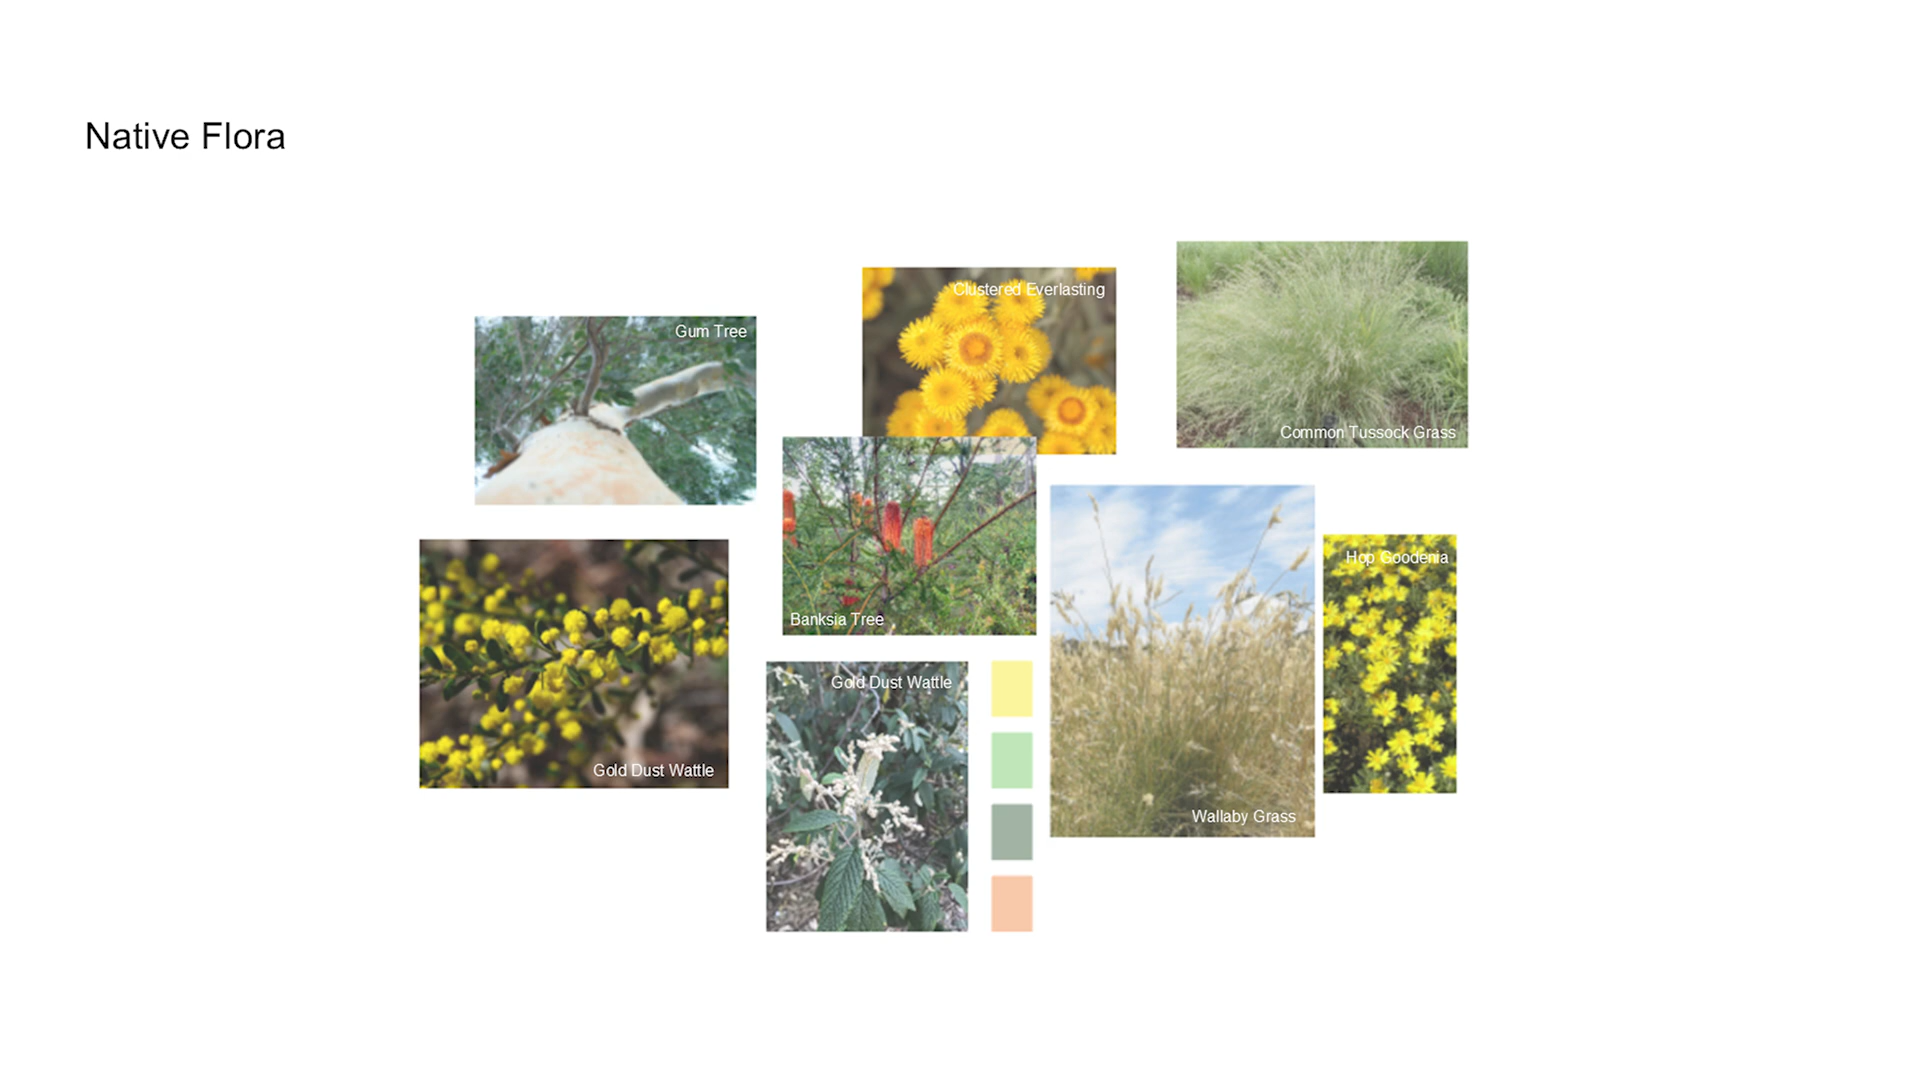 Native Flora
Clustered Everlasting
Gum Tree
Common Tussock Grass
Hop Goodenia
Banksia Tree
Gold Dust Wattle
Gold Dust Wattle
Wallaby Grass